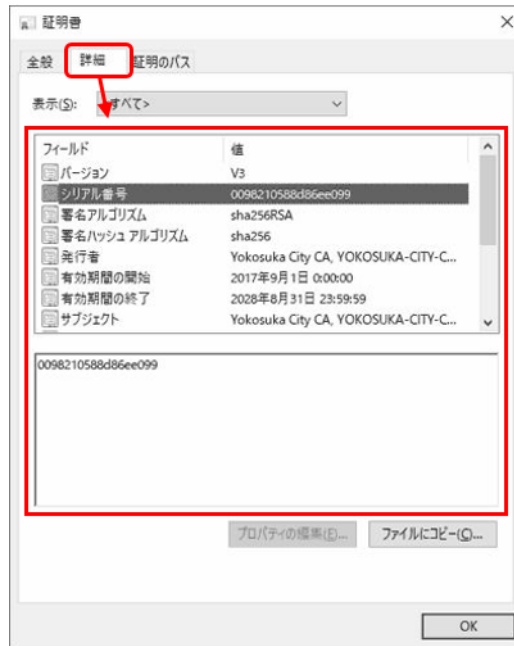 証明書
全般 詳細 証明のパス
表示(S): <すべて>
フィールド 値
バージョン V3
シリアル番号 0098210588d86ee099
署名アルゴリズム sha256RSA
署名ハッシュ アルゴリズム sha256
発行者 Yokosuka City CA, YOKOSUKA-CITY-C...
有効期間の開始 2017年9月1日 0:00:00
有効期間の終了 2028年8月31日 23:59:59
サブジェクト Yokosuka City CA, YOKOSUKA-CITY-C...
0098210588d86ee099
プロパティの編集(E)... ファイルにコピー(C)...
OK